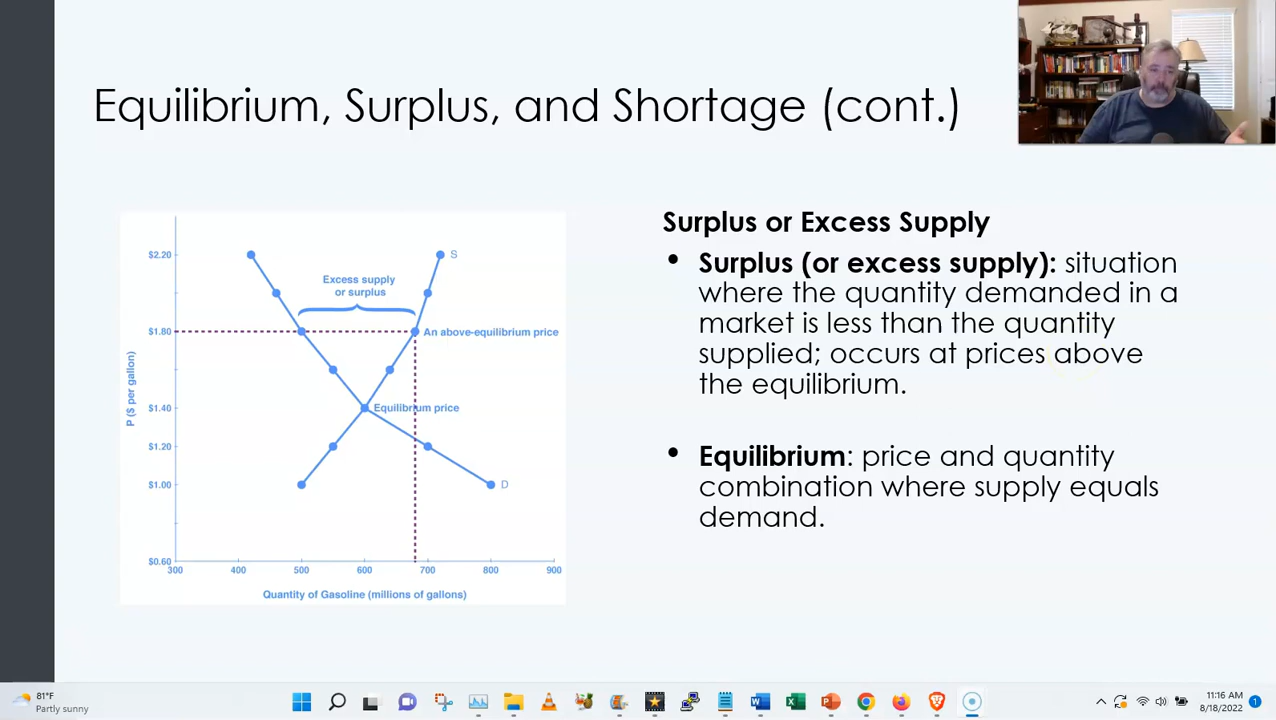 Equilibrium, Surplus, and Shortage (cont.)
$2.20
$1.80
$1.40
$1.20
$1.00
$0.60
P ($ per gallon)
S
Excess supply
or surplus
An above-equilibrium price
Equilibrium price
D
300 400 500 600 700 800 900
Quantity of Gasoline (millions of gallons)
Surplus or Excess Supply
• Surplus (or excess supply): situation
where the quantity demanded in a
market is less than the quantity
supplied; occurs at prices above
the equilibrium.
• Equilibrium: price and quantity
combination where supply equals
demand.
81°F
Partly sunny
11:16 AM
8/18/2022
1